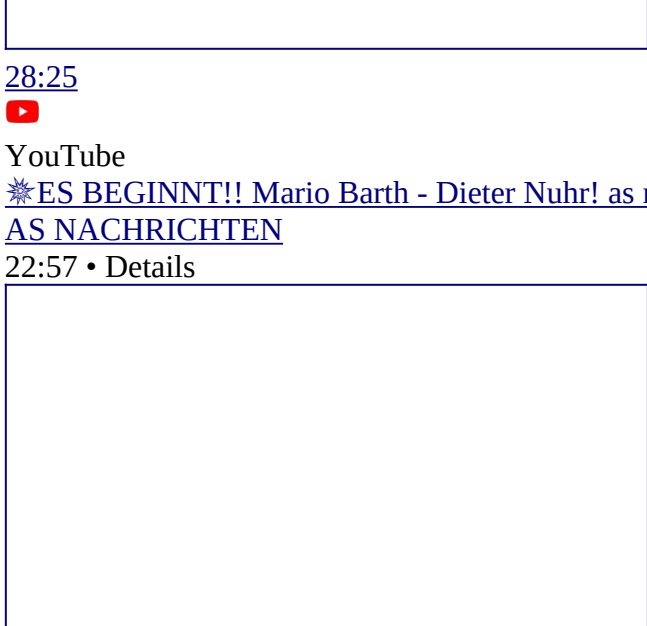 28:25
YouTube
✵ES BEGINNT!! Mario Barth - Dieter Nuhr! as
AS NACHRICHTEN
22:57 • Details